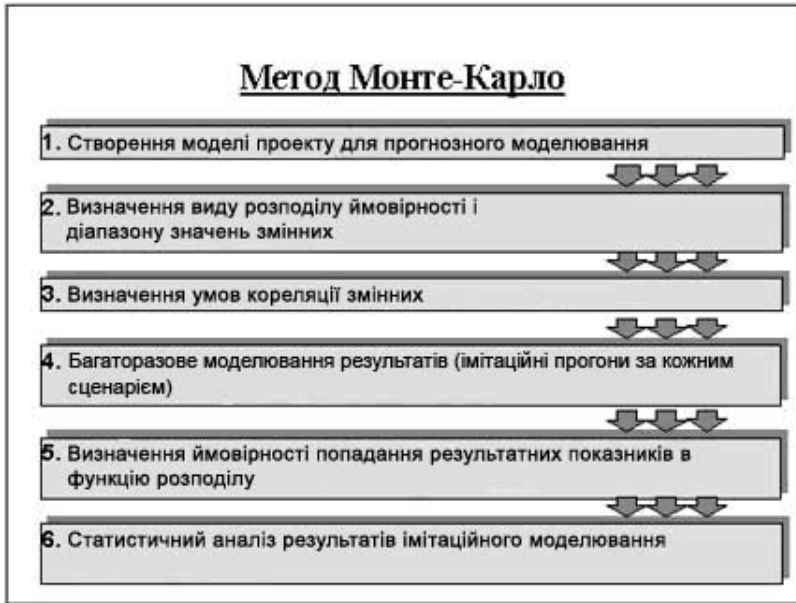 Метод Монте-Карло
1. Створення моделі проекту для прогнозного моделювання
2. Визначення виду розподілу ймовірності і
діапазону значень змінних
3. Визначення умов кореляції змінних
4. Багаторазове моделювання результатів (імітаційні прогони за кожним
сценарієм)
5. Визначення ймовірності попадання результатних показників в
функцію розподілу
6. Статистичний аналіз результатів імітаційного моделювання